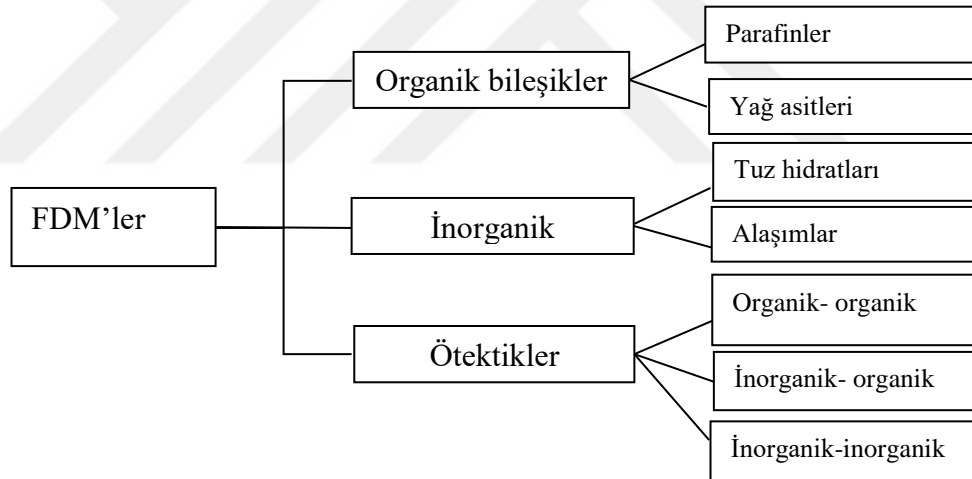 FDM’ler
Organik bileşikler
Parafinler
Yağ asitleri
İnorganik
Tuz hidratları
Alaşımlar
Ötektikler
Organik- organik
İnorganik- organik
İnorganik-inorganik